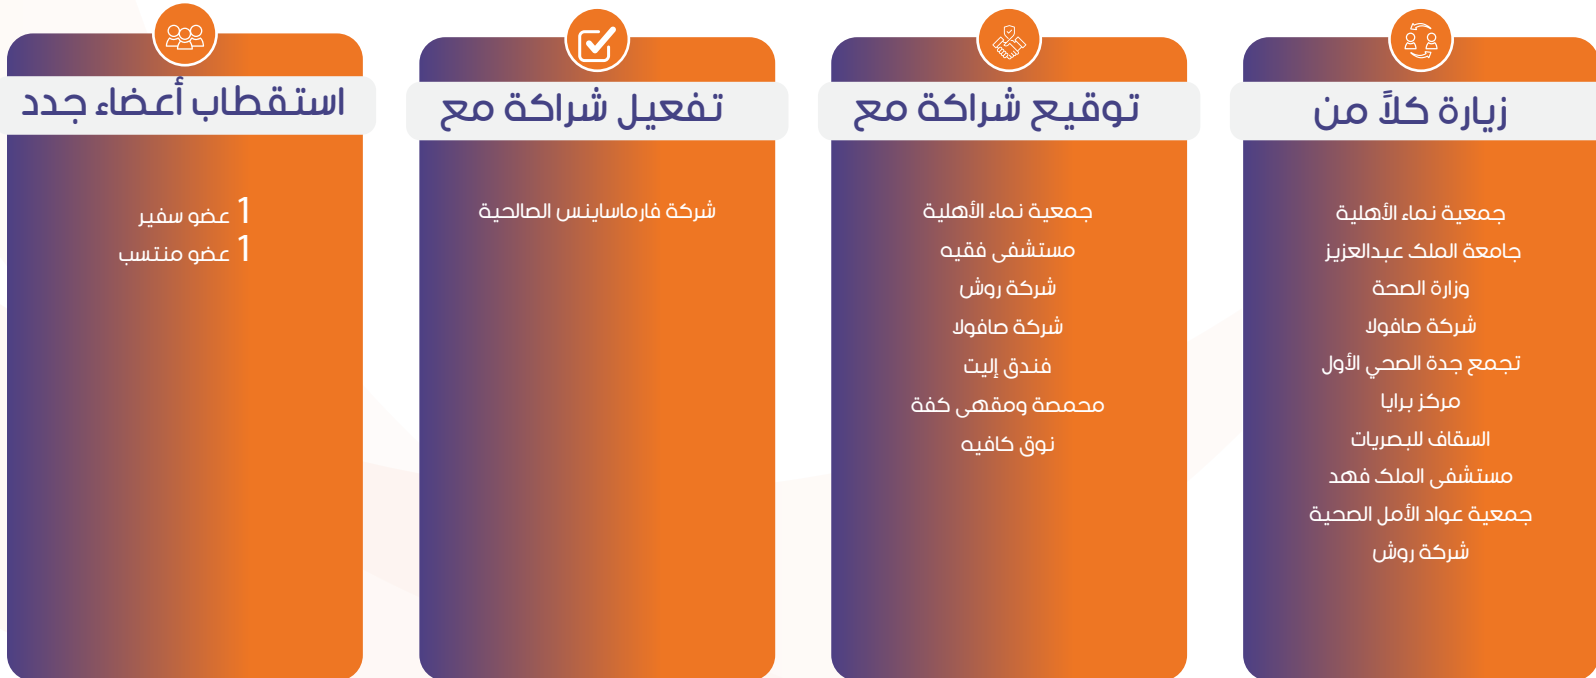 زيارة كلاً من
جمعية نماء الأهلية
جامعة الملك عبدالعزيز
وزارة الصحة
شركة صافولا
تجمع جدة الصحي الأول
مركز برايا
السقاف للبصريات
مستشفى الملك فهد
جمعية عواد الأمل الصحية
شركة روش
توقيع شراكة مع
جمعية نماء الأهلية
مستشفى فقيه
شركة روش
شركة صافولا
فندق إليت
محمصة ومقهى كفة
نوق كافيه
تفعيل شراكة مع
شركة فارماساينس الصالحية
استقطاب أعضاء جدد
1 عضو سفير
1 عضو منتسب